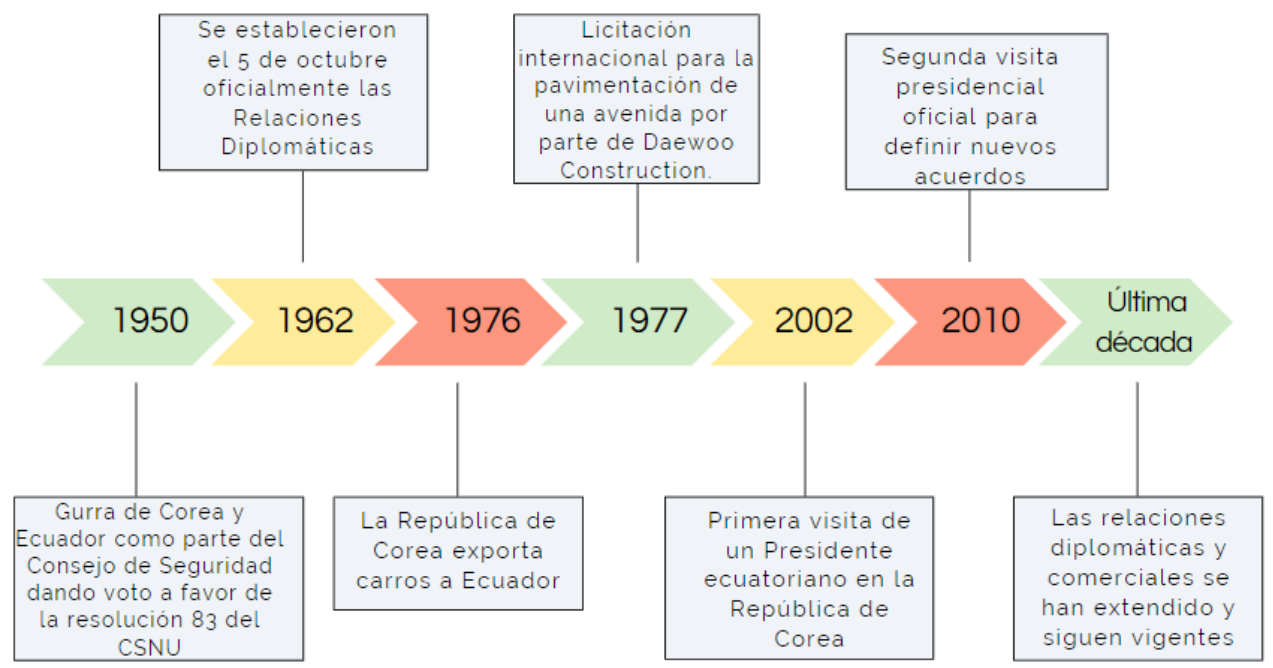 Se establecieron
el 5 de octubre
oficialmente las
Relaciones
Diplomáticas
Licitación
internacional para la
pavimentación de
una avenida por
parte de Daewoo
Construction.
Segunda visita
presidencial
oficial para
definir nuevos
acuerdos
1950
1962
1976
1977
2002
2010
Última
década
Gurra de Corea y
Ecuador como parte del
Consejo de Seguridad
dando voto a favor de
la resolución 83 del
CSNU
La República de
Corea exporta
carros a Ecuador
Primera visita de
un Presidente
ecuatoriano en la
República de
Corea
Las relaciones
diplomáticas y
comerciales se
han extendido y
siguen vigentes